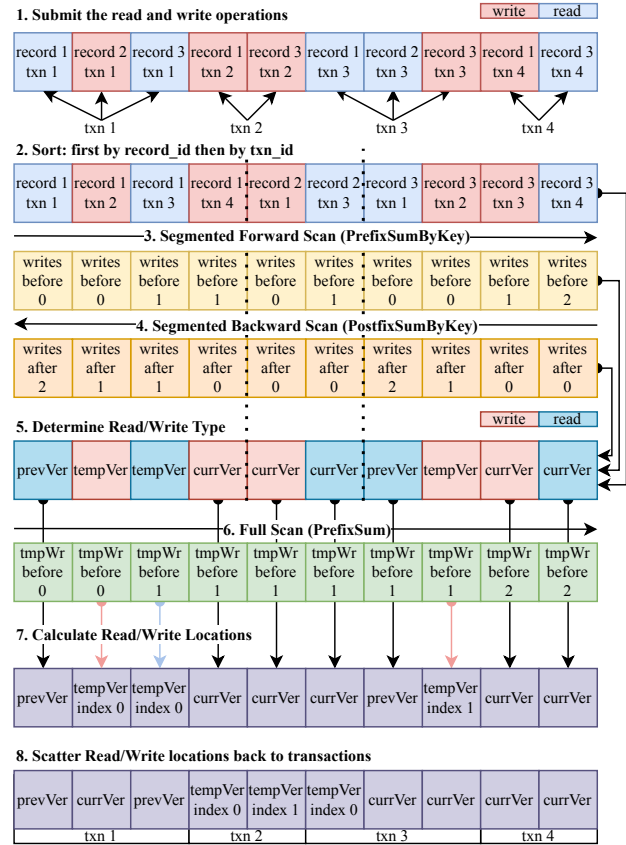 1. Submit the read and write operations
write read
record 1 record 2 record 3 record 1 record 2 record 1 record 2 record 3 record 1 record 3
txn 1 txn 1 txn 1 txn 2 txn 2 txn 3 txn 3 txn 3 txn 4 txn 4
txn 1 txn 2 txn 3 txn 4
2. Sort: first by record_id then by txn_id
record 1 record 1 record 1 record 1 record 2 record 2 record 3 record 3 record 3 record 3
txn 1 txn 2 txn 3 txn 4 txn 1 txn 3 txn 1 txn 2 txn 3 txn 4
3. Segmented Forward Scan (PrefixSumByKey)
writes writes writes writes writes writes writes writes writes writes
before before before before before before before before before before
0 0 1 1 0 1 0 0 1 2
4. Segmented Backward Scan (PostfixSumByKey)
writes writes writes writes writes writes writes writes writes writes
after after after after after after after after after after
2 1 1 0 0 0 2 1 0 0
5. Determine Read/Write Type
write read
prevVer tempVer tempVer currVer currVer currVer prevVer tempVer currVer currVer
6. Full Scan (PrefixSum)
tmpWr tmpWr tmpWr tmpWr tmpWr tmpWr tmpWr tmpWr tmpWr tmpWr
before before before before before before before before before before
0 0 1 1 1 1 1 1 2 2
7. Calculate Read/Write Locations
prevVer tempVer tempVer currVer currVer currVer prevVer tempVer currVer currVer
index 0 index 0 index 1
8. Scatter Read/Write locations back to transactions
prevVer currVer prevVer tempVer tempVer tempVer currVer currVer currVer currVer
index 0 index 1 index 0
txn 1 txn 2 txn 3 txn 4